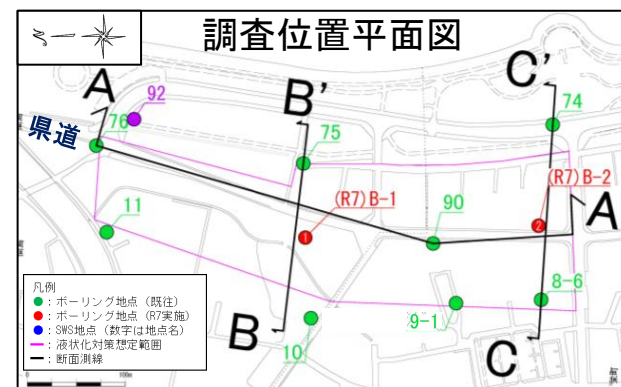 調査位置平面図
A
76
92
県道
B'
75
C'
74
(R7)B-1
1
90
(R7)B-2
2
A
11
10
9-1
8-6
B
C
凡例
：ボーリング地点（既往）
：ボーリング地点（R7実施）
：SWS地点（数字は地点名）
：液状化対策想定範囲
：断面測線
0
100m